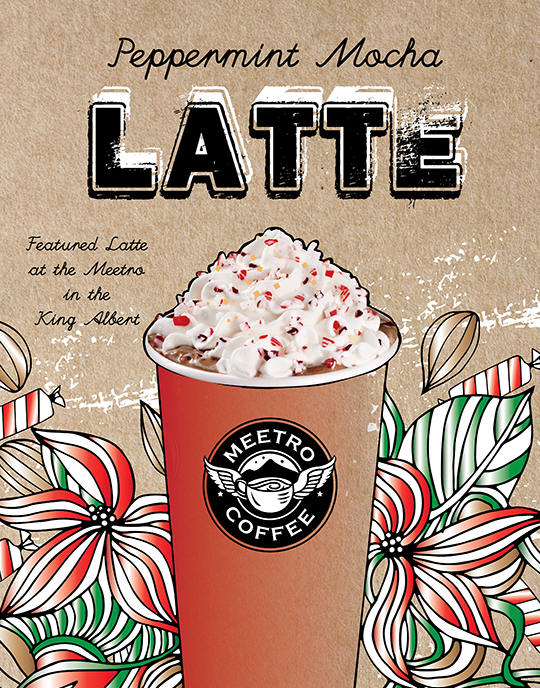 Peppermint Mocha
LATTE
Featured Latte
at the Meetro
in the
King Albert
MEETRO
COFFEE